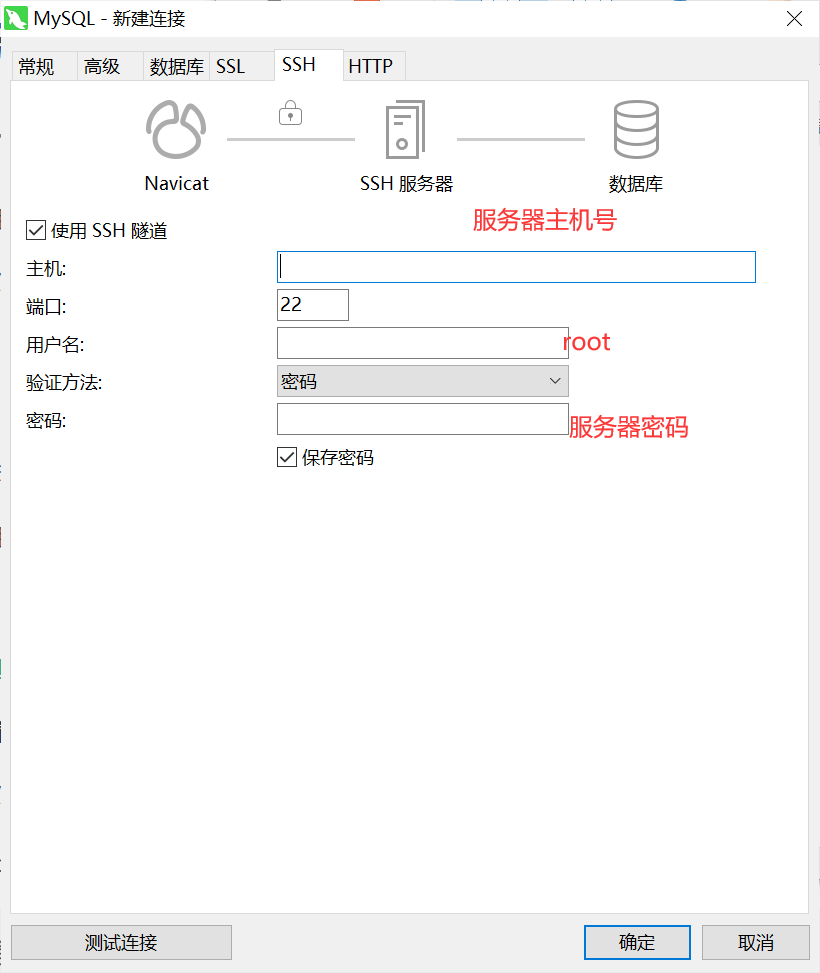 MySQL - 新建连接
常规 高级 数据库 SSL SSH HTTP
Navicat SSH 服务器 数据库
服务器主机号
使用 SSH 隧道
主机:
端口: 22
用户名: root
验证方法: 密码
密码: 服务器密码
保存密码
测试连接 确定 取消